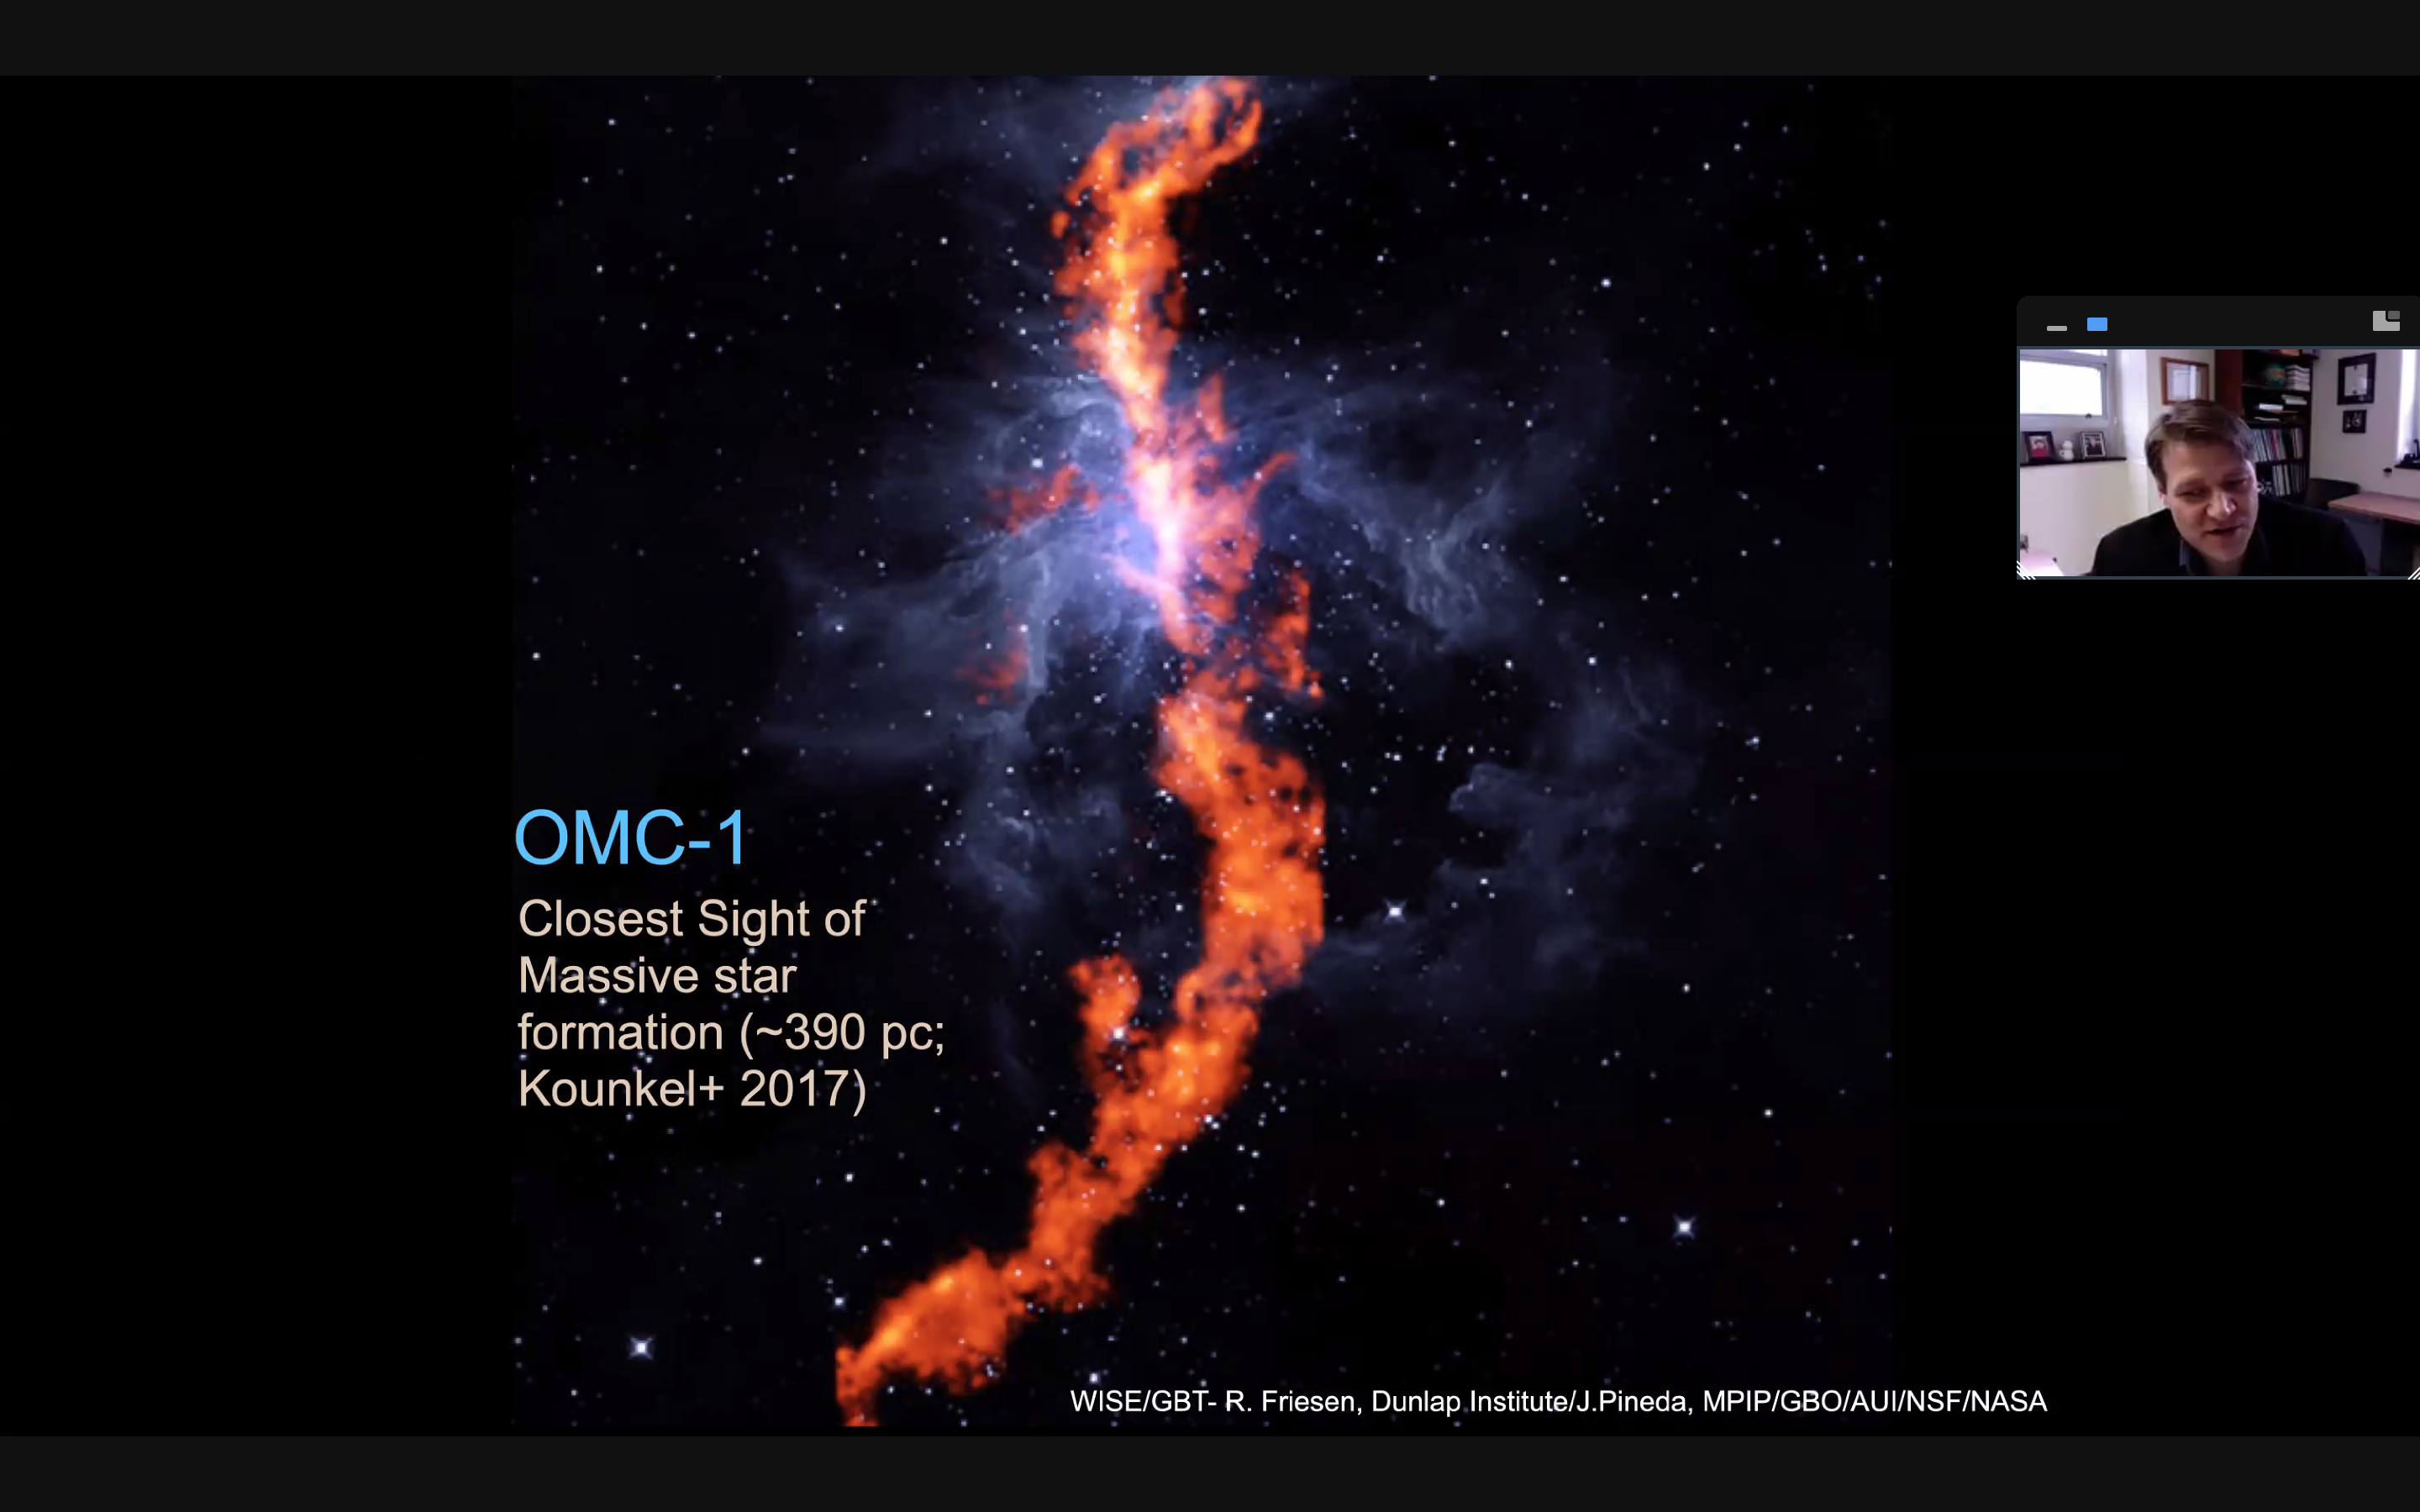 OMC-1
Closest Sight of
Massive star
formation (~390 pc;
Kounkel+ 2017)
WISE/GBT- R. Friesen, Dunlap Institute/J.Pineda, MPIP/GBO/AUI/NSF/NASA